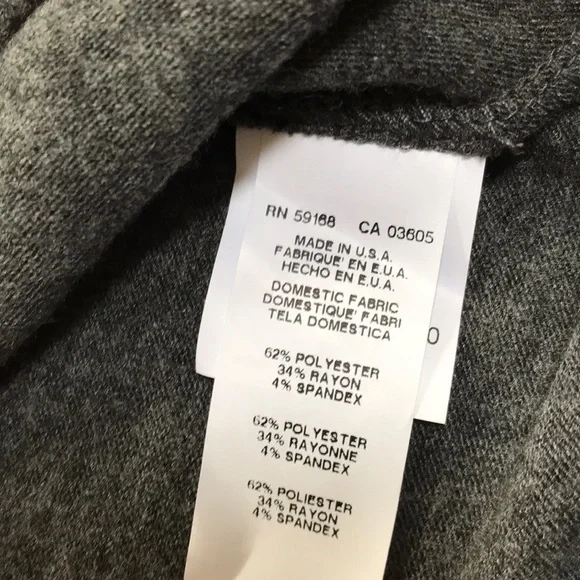 RN 59168 CA 03605
MADE IN U.S.A.
FABRIQUE' EN E.U.A.
HECHO EN E.U.A.
DOMESTIC FABRIC
DOMESTIQUE' FABRI
TELA DOMESTICA
0
62% POLYESTER
34% RAYON
4% SPANDEX
62% POLYESTER
34% RAYONNE
4% SPANDEX
62% POLIESTER
34% RAYON
4% SPANDEX